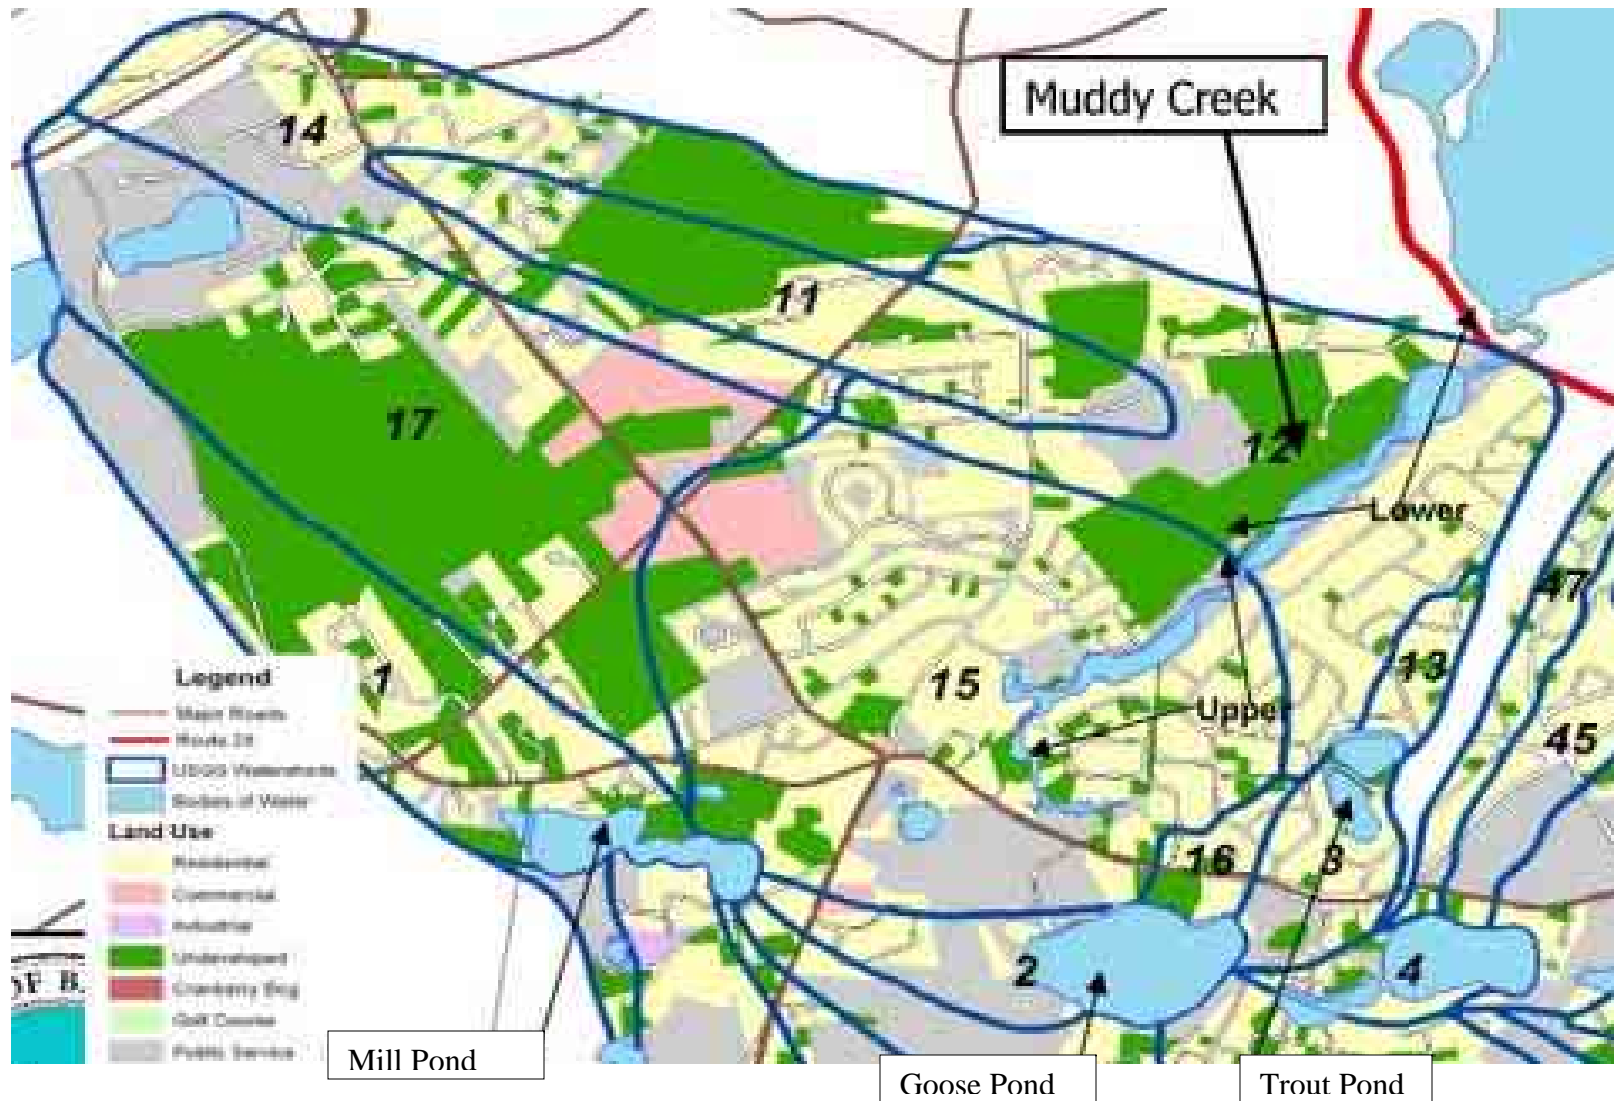 Muddy Creek
14
11
17
12
Lower
47
13
1
15
Upper
45
16
8
2
4
Legend
Major Roads
Bodies of Water
Land Use
Residential
Commercial
Industrial
Undeveloped
Cranberry Bog
Golf Course
Public Service
OF B
Mill Pond
Goose Pond
Trout Pond